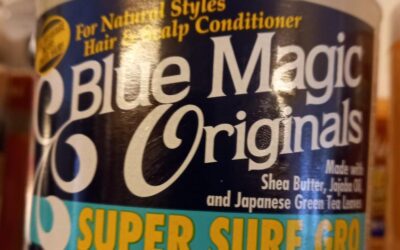 For Natural Styles
Hair & Scalp Conditioner
Blue Magic
Originals
Made with
Shea Butter, Jojoba Oil
and Japanese Green Tea Leaves
SUPER SURE GRO